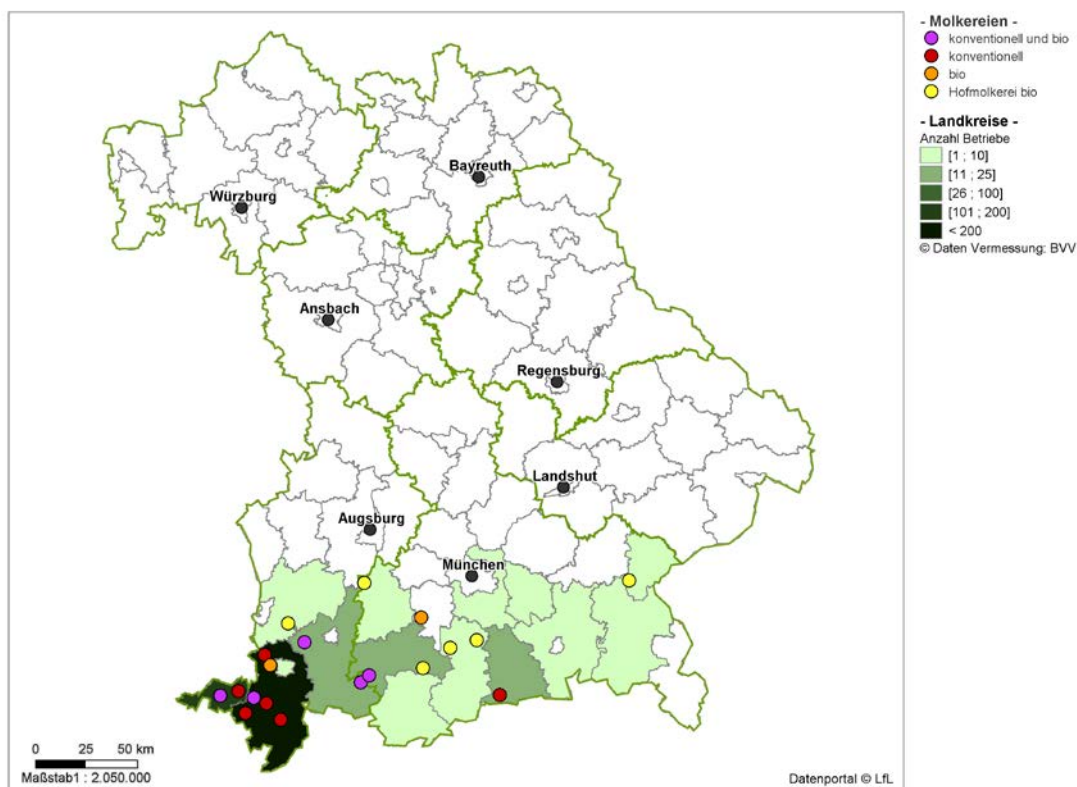 - Molkereien -
konventionell und bio
konventionell
bio
Hofmolkerei bio
- Landkreise -
Anzahl Betriebe
[1 ; 10]
[11 ; 25]
[26 ; 100]
[101 ; 200]
< 200
© Daten Vermessung: BVV
Bayreuth
Würzburg
Ansbach
Regensburg
Landshut
Augsburg
München
0 25 50 km
Maßstab1 : 2.050.000
Datenportal © LfL